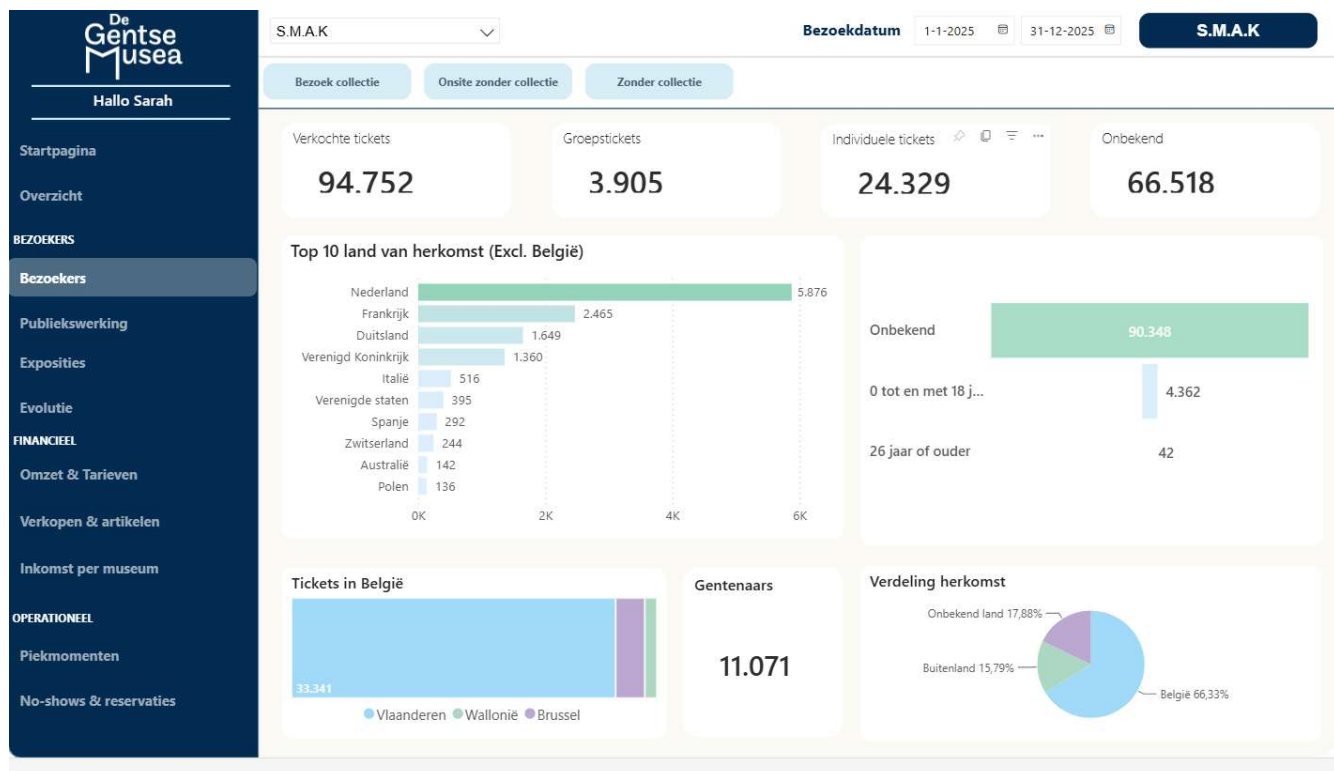 De
Gentse
Musea
Hallo Sarah
Startpagina
Overzicht
BEZOEKERS
Bezoekers
Publiekswerking
Exposities
Evolutie
FINANCIEEL
Omzet & Tarieven
Verkopen & artikelen
Inkomst per museum
OPERATIONEEL
Piekmomenten
No-shows & reservaties
S.M.A.K
Bezoekdatum 1-1-2025 31-12-2025
S.M.A.K
Bezoek collectie
Onsite zonder collectie
Zonder collectie
Verkochte tickets
94.752
Groepstickets
3.905
Individuele tickets
24.329
Onbekend
66.518
Top 10 land van herkomst (Excl. België)
Nederland 5.876
Frankrijk 2.465
Duitsland 1.649
Verenigd Koninkrijk 1.360
Italië 516
Verenigde staten 395
Spanje 292
Zwitserland 244
Australië 142
Polen 136
0K 2K 4K 6K
Onbekend 90.348
0 tot en met 18 j... 4.362
26 jaar of ouder 42
Tickets in België
33.341
Vlaanderen Wallonië Brussel
Gentenaars
11.071
Verdeling herkomst
Onbekend land 17,88%
Buitenland 15,79%
België 66,33%